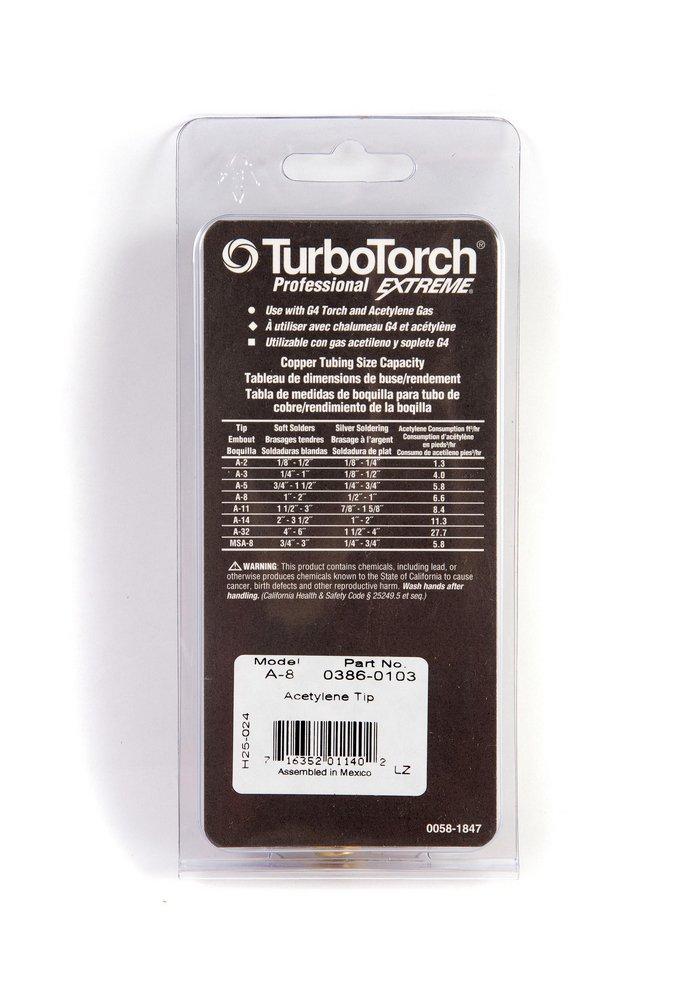 TurboTorch®
Professional EXTREME®
● Use with G4 Torch and Acetylene Gas
◆ À utiliser avec chalumeau G4 et acétylène
■ Utilizable con gas acetileno y soplete G4
Copper Tubing Size Capacity
Tableau de dimensions de buse/rendement
Tabla de medidas de boquilla para tubo de
cobre/rendimiento de la boqilla
Tip Soft Solders Silver Soldering Acetylene Consumption ft³/hr
Embout Brasages tendres Brasage à l'argent Consumption d'acétylène en pieds³/hr
Boquilla Soldaduras blandas Soldadura de plat Consumo de acetileno pies³/hr
A-2 1/8" - 1/2" 1/8" - 1/4" 1.3
A-3 1/4" - 1" 1/8" - 1/2" 4.0
A-5 3/4" - 1 1/2" 1/4" - 3/4" 5.8
A-8 1" - 2" 1/2" - 1" 6.6
A-11 1 1/2" - 3" 7/8" - 1 5/8" 8.4
A-14 2" - 3 1/2" 1" - 2" 11.3
A-32 4" - 6" 1 1/2" - 4" 27.7
MSA-8 3/4" - 3" 1/4" - 3/4" 5.8
⚠ WARNING: This product contains chemicals, including lead, or
otherwise produces chemicals known to the State of California to cause
cancer, birth defects and other reproductive harm. Wash hands after
handling. (California Health & Safety Code § 25249.5 et seq.)
Model Part No.
A-8 0386-0103
Acetylene Tip
H25-024
7 16352 01140 2
Assembled in Mexico LZ
0058-1847